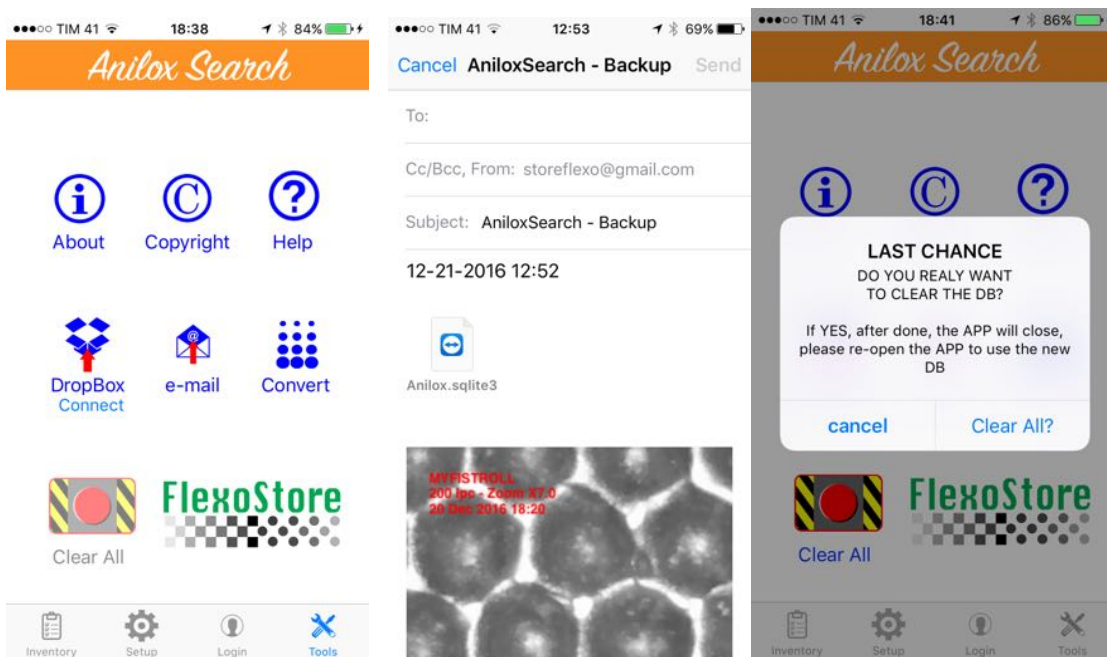 ●●●○○ TIM 41 18:38 84%
Anilox Search
About Copyright Help
DropBox e-mail Convert
Connect
FlexoStore
Clear All
Inventory Setup Login Tools
●●●○○ TIM 41 12:53 69%
Cancel AniloxSearch - Backup Send
To:
Cc/Bcc, From: storeflexo@gmail.com
Subject: AniloxSearch - Backup
12-21-2016 12:52
Anilox.sqlite3
MYFISTROLL
200 lpc - Zoom X7.0
20 Dec 2016 18:20
●●●○○ TIM 41 18:41 86%
Anilox Search
LAST CHANCE
DO YOU REALY WANT
TO CLEAR THE DB?
If YES, after done, the APP will close,
please re-open the APP to use the new
DB
cancel Clear All?
FlexoStore
Clear All
Inventory Setup Login Tools